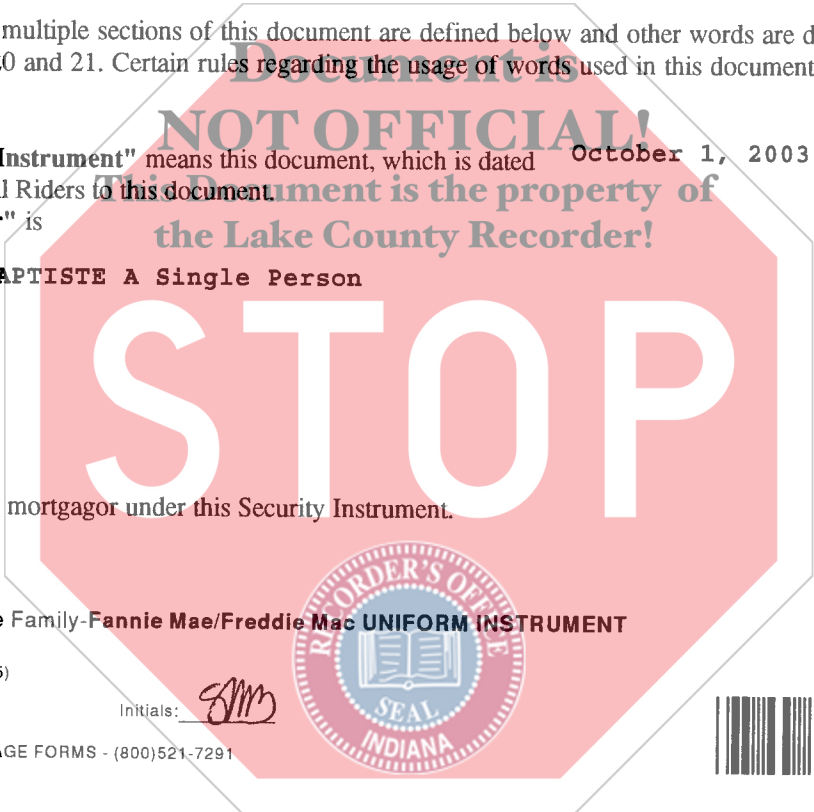 multiple sections of this document are defined below and other words are d
0 and 21. Certain rules regarding the usage of words used in this document
Document is
NOT OFFICIAL!
Instrument" means this document, which is dated October 1, 2003
l Riders to this document.
This Document is the property of
" is
the Lake County Recorder!
APTISTE A Single Person
STOP
mortgagor under this Security Instrument.
RECORDER'S OFFICE
e Family-Fannie Mae/Freddie Mac UNIFORM INSTRUMENT
5)
Initials: SMB
SEAL
INDIANA
AGE FORMS - (800)521-7291